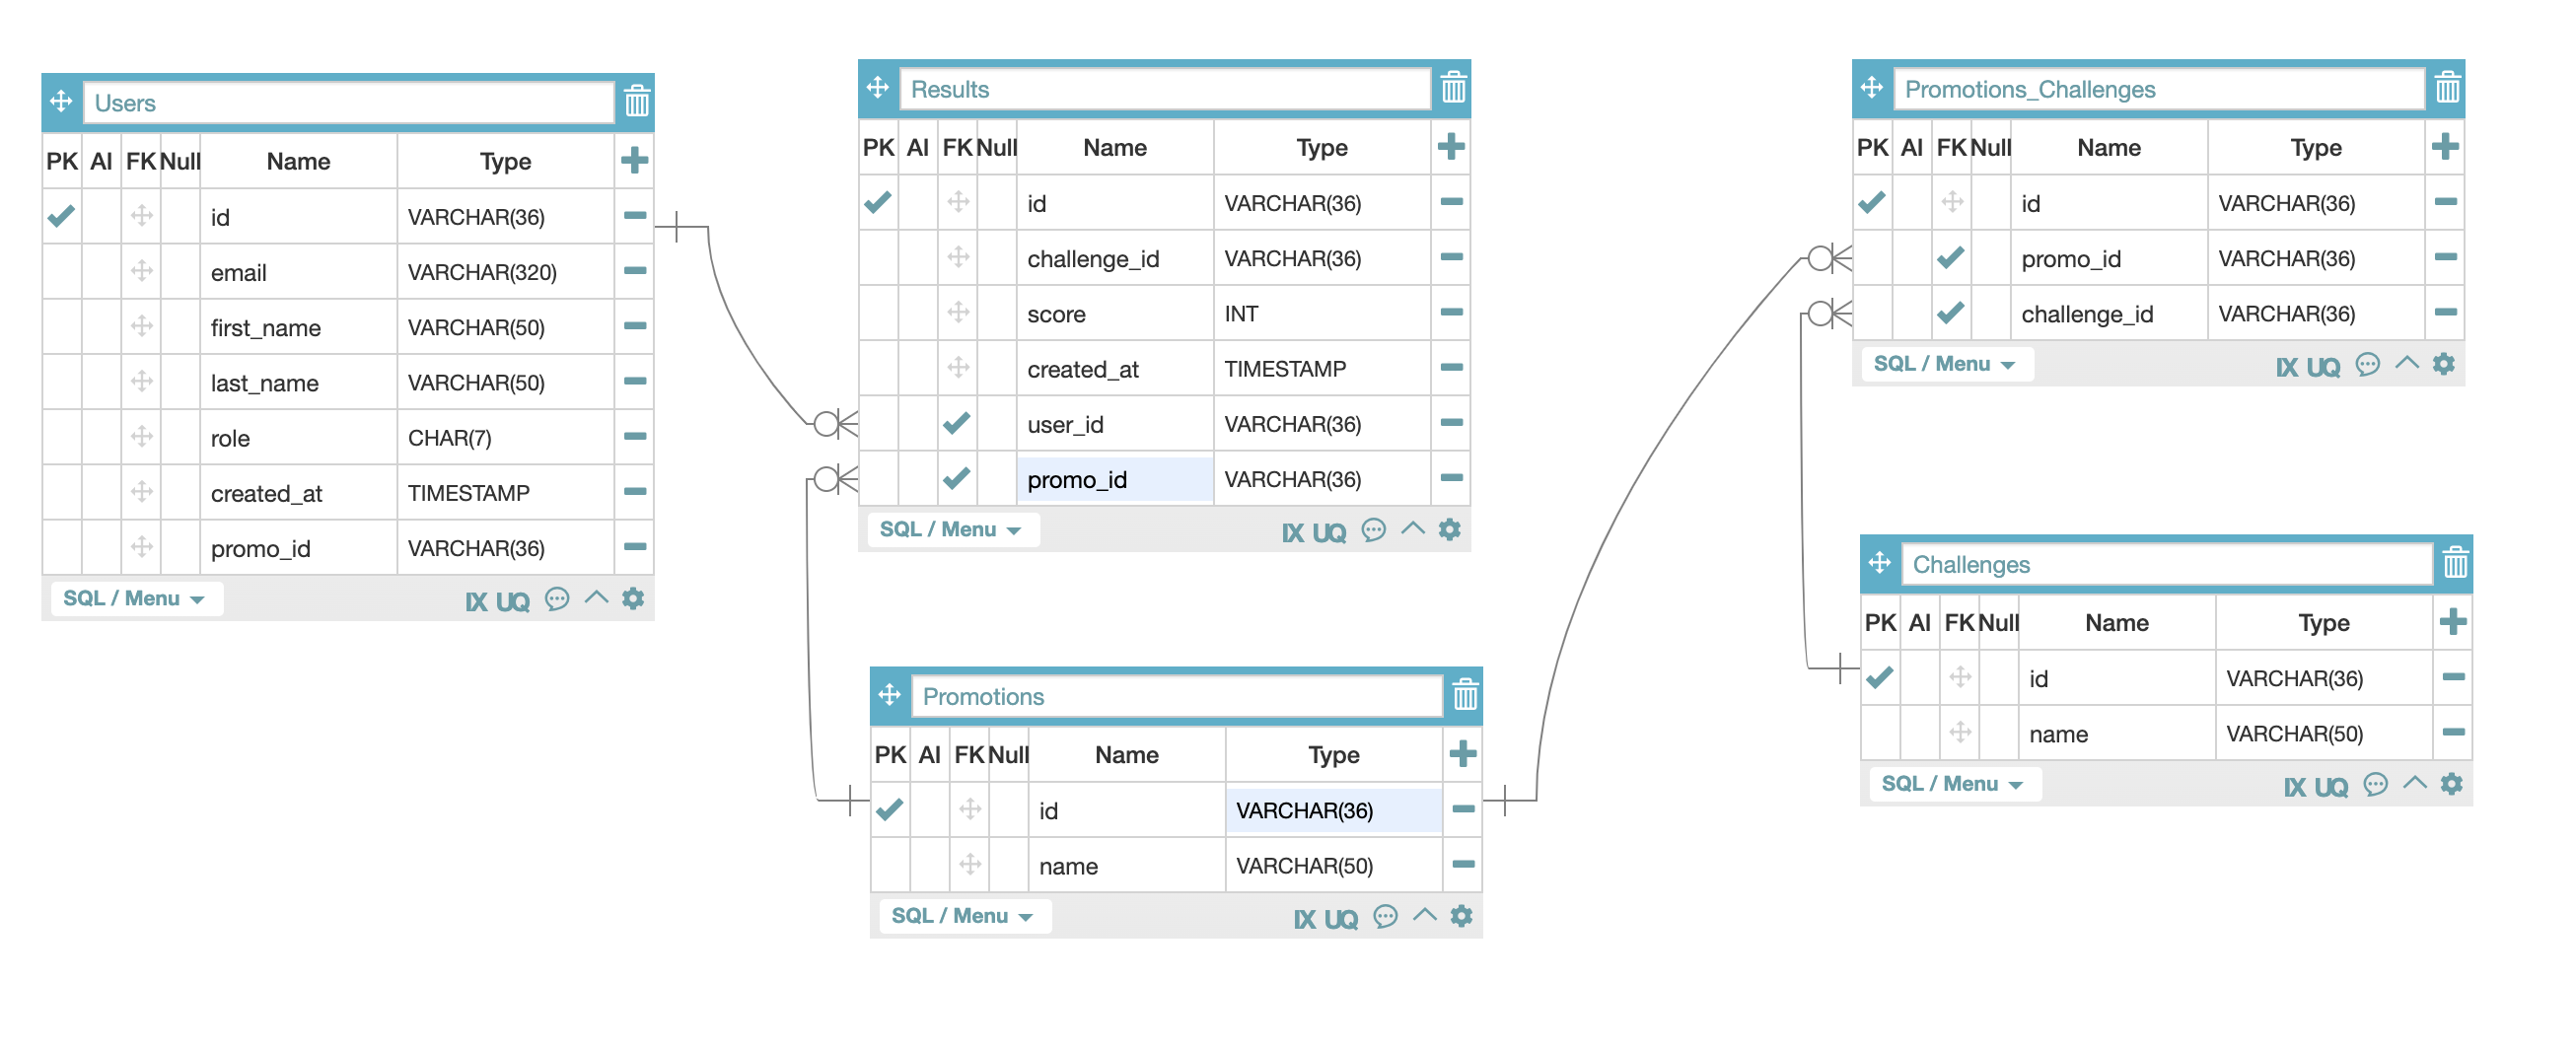 Users
PK AI FK Null Name Type
id VARCHAR(36)
email VARCHAR(320)
first_name VARCHAR(50)
last_name VARCHAR(50)
role CHAR(7)
created_at TIMESTAMP
promo_id VARCHAR(36)
SQL / Menu IX UQ
Results
PK AI FK Null Name Type
id VARCHAR(36)
challenge_id VARCHAR(36)
score INT
created_at TIMESTAMP
user_id VARCHAR(36)
promo_id VARCHAR(36)
SQL / Menu IX UQ
Promotions
PK AI FK Null Name Type
id VARCHAR(36)
name VARCHAR(50)
SQL / Menu IX UQ
Promotions_Challenges
PK AI FK Null Name Type
id VARCHAR(36)
promo_id VARCHAR(36)
challenge_id VARCHAR(36)
SQL / Menu IX UQ
Challenges
PK AI FK Null Name Type
id VARCHAR(36)
name VARCHAR(50)
SQL / Menu IX UQ